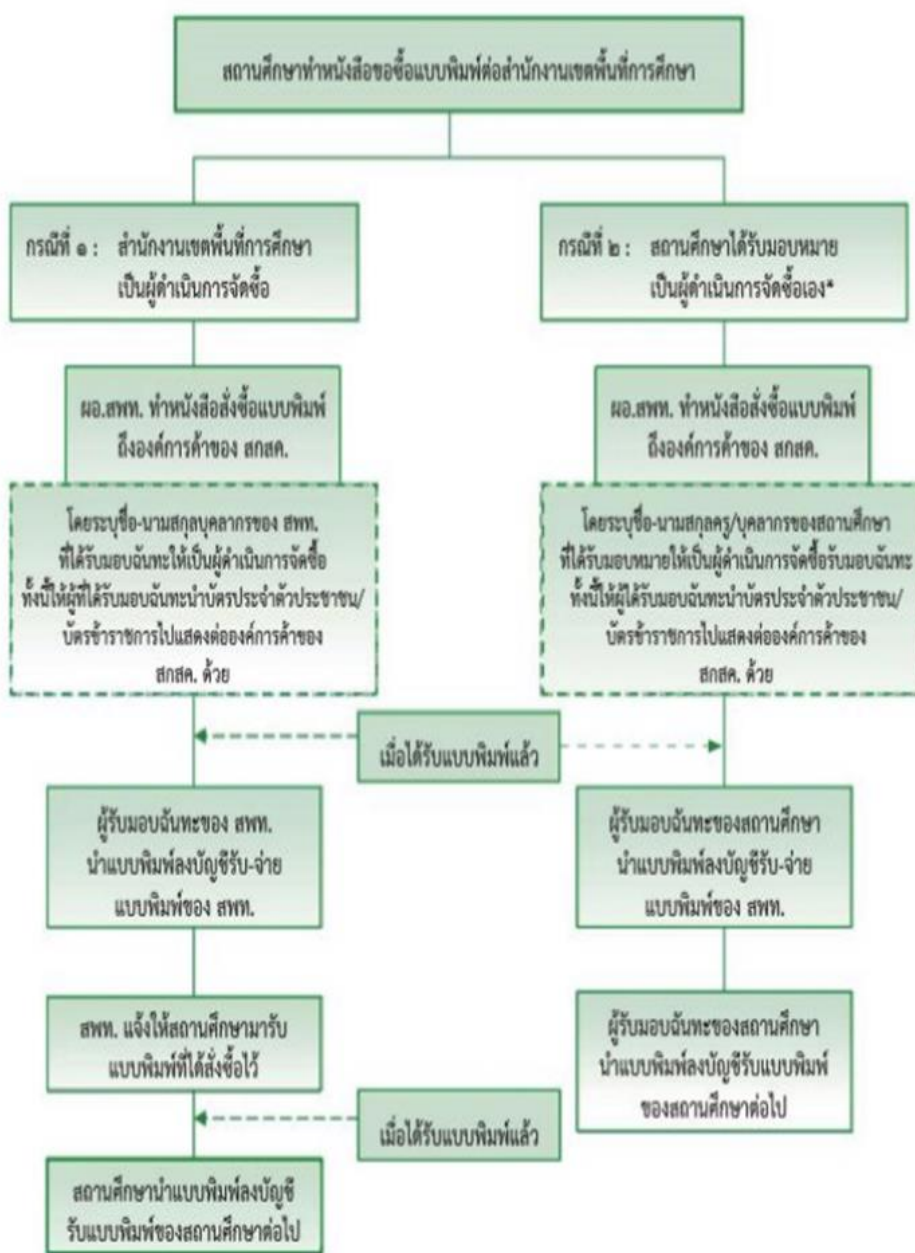 สถานศึกษาทำหนังสือขอซื้อแบบพิมพ์ต่อสำนักงานเขตพื้นที่การศึกษา
กรณีที่ ๑ : สำนักงานเขตพื้นที่การศึกษา
เป็นผู้ดำเนินการจัดซื้อ
ผอ.สพท. ทำหนังสือสั่งซื้อแบบพิมพ์
ถึงองค์การค้าของ สกสค.
โดยระบุชื่อ-นามสกุลบุคลากรของ สพท.
ที่ได้รับมอบฉันทะให้เป็นผู้ดำเนินการจัดซื้อ
ทั้งนี้ให้ผู้ที่ได้รับมอบฉันทะนำบัตรประจำตัวประชาชน/
บัตรข้าราชการไปแสดงต่อองค์การค้าของ
สกสค. ด้วย
กรณีที่ ๒ : สถานศึกษาได้รับมอบหมาย
เป็นผู้ดำเนินการจัดซื้อเอง*
ผอ.สพท. ทำหนังสือสั่งซื้อแบบพิมพ์
ถึงองค์การค้าของ สกสค.
โดยระบุชื่อ-นามสกุลครู/บุคลากรของสถานศึกษา
ที่ได้รับมอบหมายให้เป็นผู้ดำเนินการจัดซื้อรับมอบฉันทะ
ทั้งนี้ให้ผู้ได้รับมอบฉันทะนำบัตรประจำตัวประชาชน/
บัตรข้าราชการไปแสดงต่อองค์การค้าของ
สกสค. ด้วย
เมื่อได้รับแบบพิมพ์แล้ว
ผู้รับมอบฉันทะของ สพท.
นำแบบพิมพ์ลงบัญชีรับ-จ่าย
แบบพิมพ์ของ สพท.
สพท. แจ้งให้สถานศึกษามารับ
แบบพิมพ์ที่ได้สั่งซื้อไว้
เมื่อได้รับแบบพิมพ์แล้ว
สถานศึกษานำแบบพิมพ์ลงบัญชี
รับแบบพิมพ์ของสถานศึกษาต่อไป
ผู้รับมอบฉันทะของสถานศึกษา
นำแบบพิมพ์ลงบัญชีรับ-จ่าย
แบบพิมพ์ของ สพท.
ผู้รับมอบฉันทะของสถานศึกษา
นำแบบพิมพ์ลงบัญชีรับแบบพิมพ์
ของสถานศึกษาต่อไป